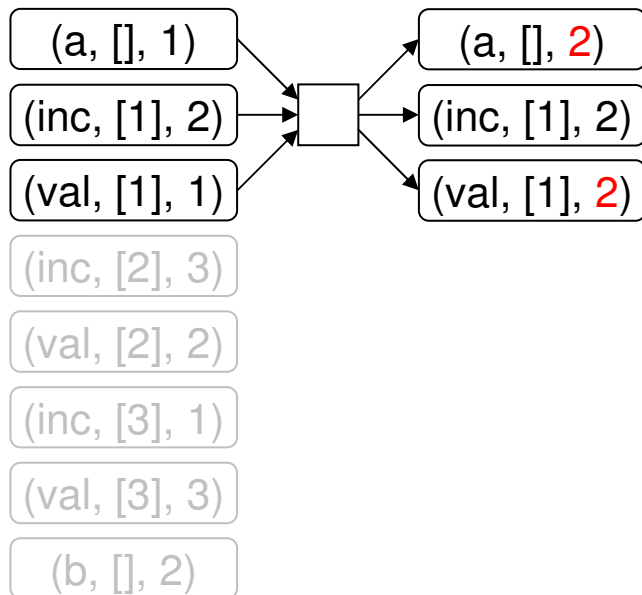 (a, [], 1)
(a, [], 2)
(inc, [1], 2)
(inc, [1], 2)
(val, [1], 1)
(val, [1], 2)
(inc, [2], 3)
(val, [2], 2)
(inc, [3], 1)
(val, [3], 3)
(b, [], 2)